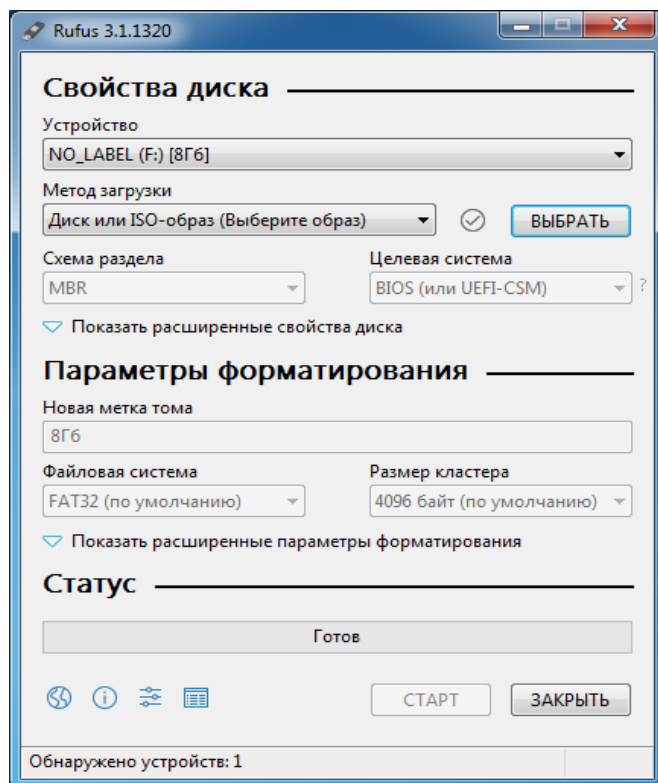 Rufus 3.1.1320
Свойства диска
Устройство
NO_LABEL (F:) [8Гб]
Метод загрузки
Диск или ISO-образ (Выберите образ)
ВЫБРАТЬ
Схема раздела
Целевая система
MBR
BIOS (или UEFI-CSM)
?
Показать расширенные свойства диска
Параметры форматирования
Новая метка тома
8Гб
Файловая система
Размер кластера
FAT32 (по умолчанию)
4096 байт (по умолчанию)
Показать расширенные параметры форматирования
Статус
Готов
СТАРТ
ЗАКРЫТЬ
Обнаружено устройств: 1